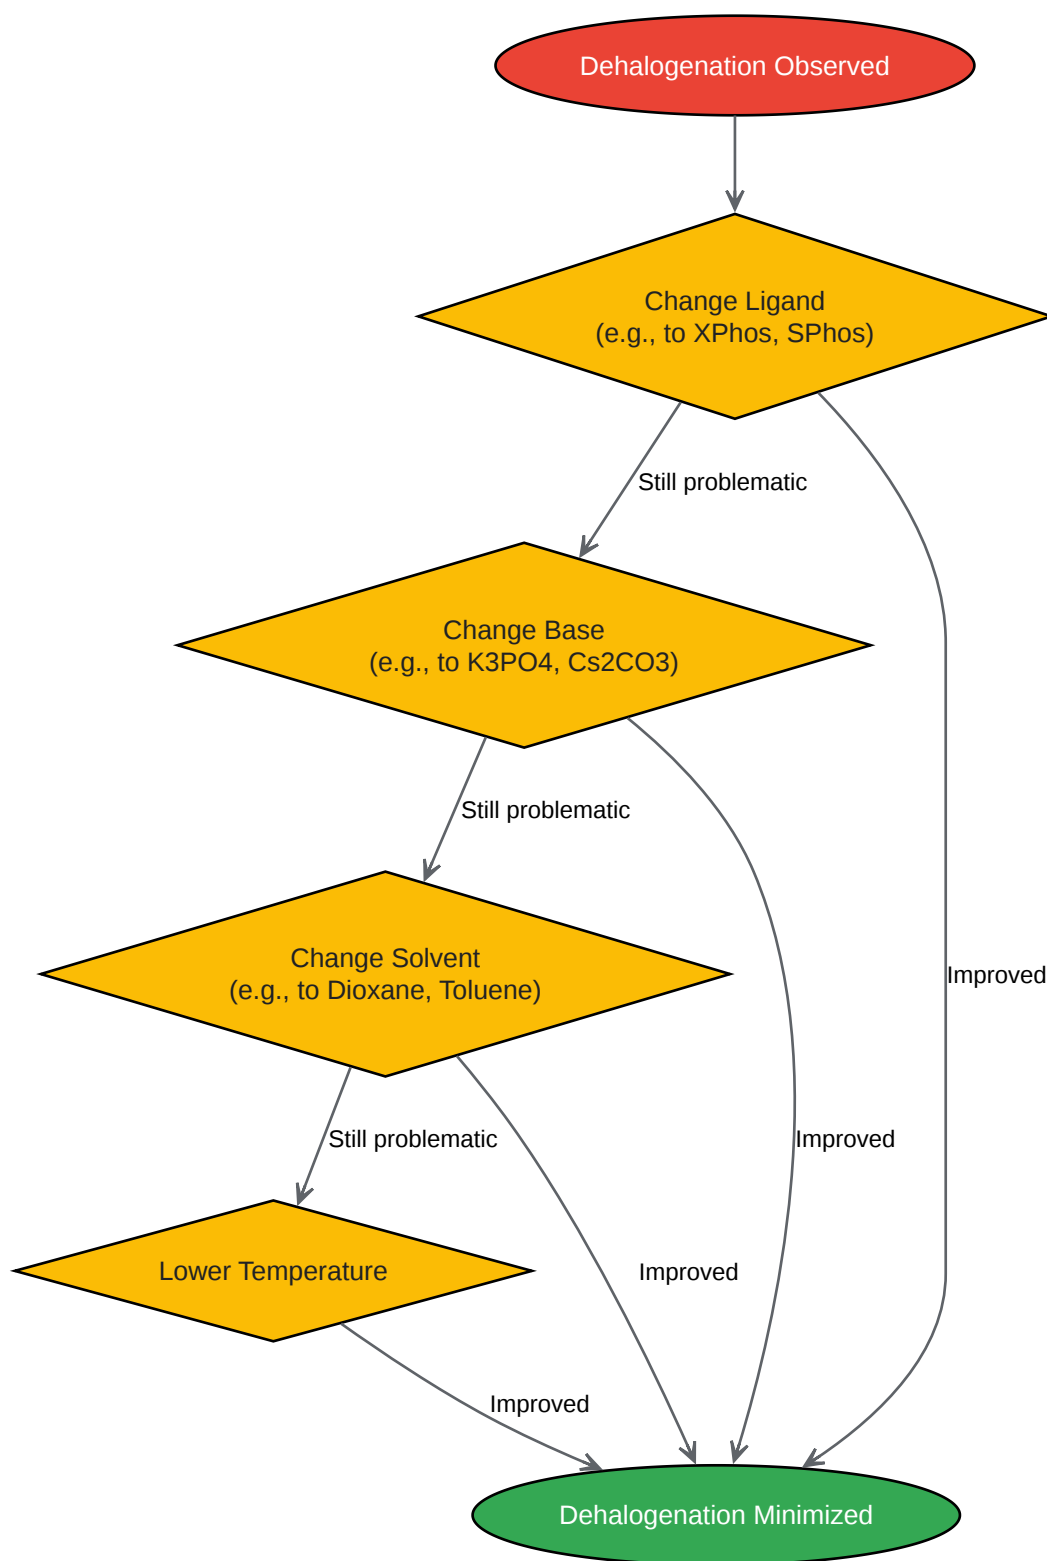 Dehalogenation Observed
Change Ligand
(e.g., to XPhos, SPhos)
Still problematic
Change Base
(e.g., to K3PO4, Cs2CO3)
Still problematic
Change Solvent
(e.g., to Dioxane, Toluene)
Improved
Still problematic
Improved
Lower Temperature
Improved
Improved
Dehalogenation Minimized